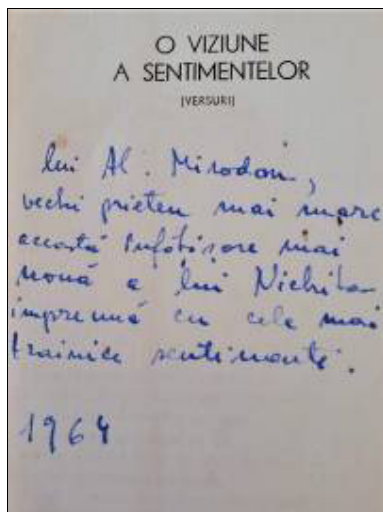 O VIZIUNE
A SENTIMENTELOR
(VERSURI)
lui Al. Mirodan,
vechi prieten mai mare
această înfățișare mai
nouă a lui Nichita
împreună cu cele mai
trainice sentimente.
1964